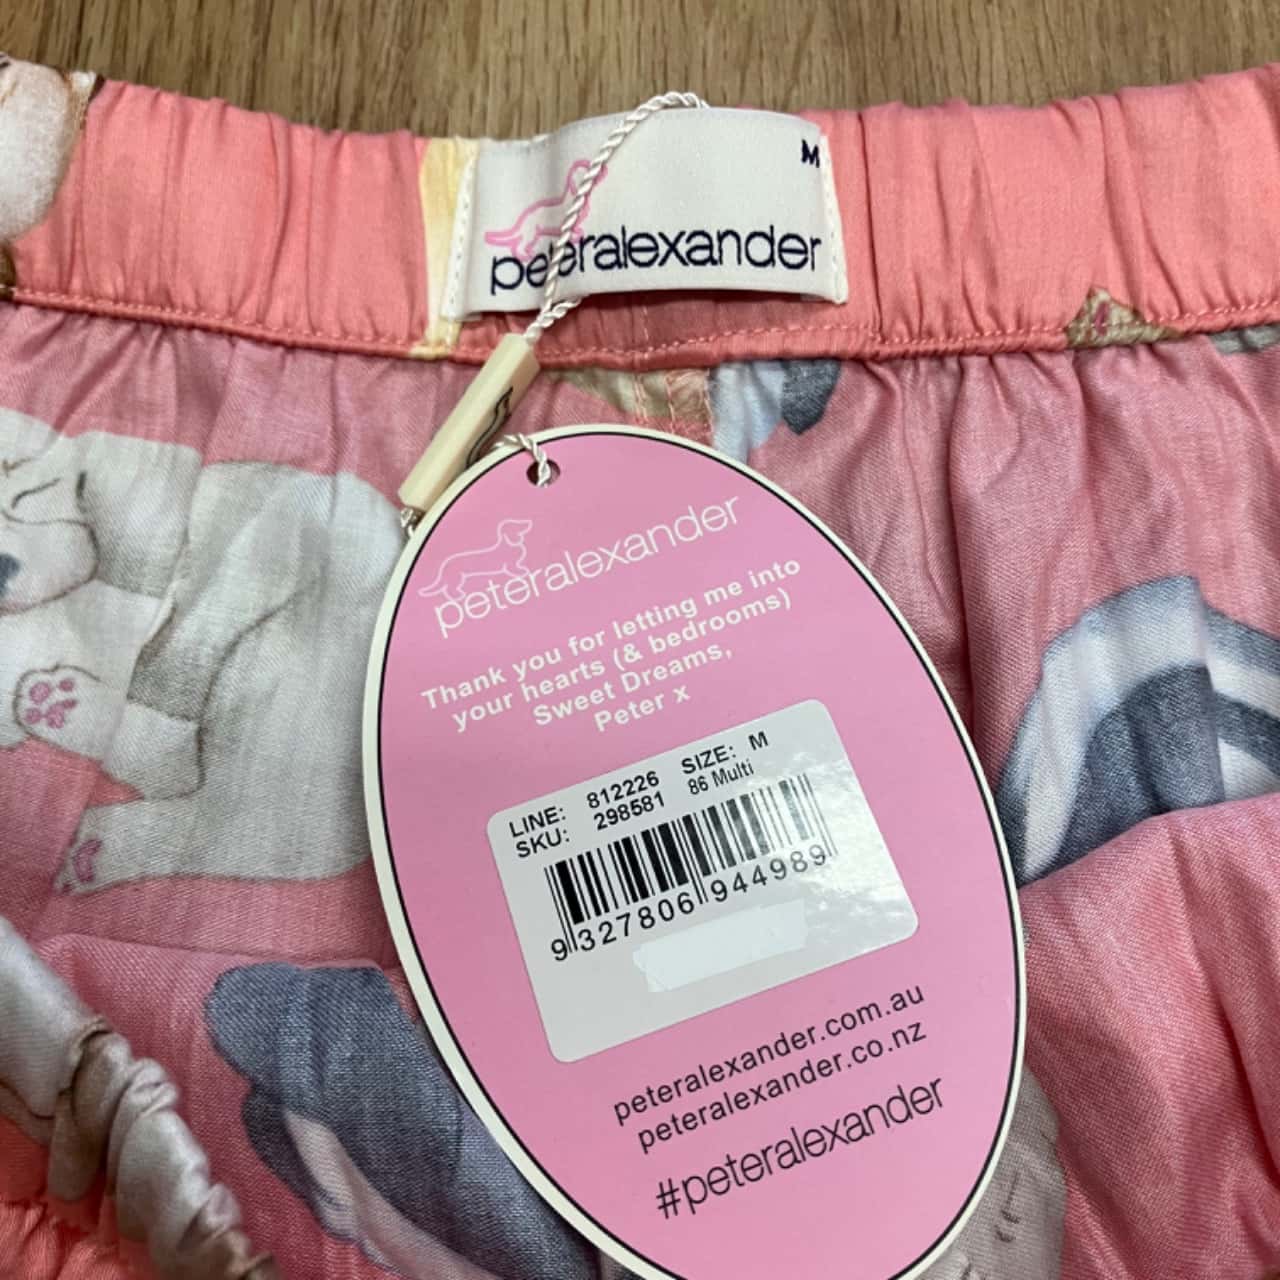 M
peteralexander
peteralexander
Thank you for letting me into
your hearts (& bedrooms)
Sweet Dreams,
Peter x
LINE: 812226 SIZE: M
SKU: 298581 86 Multi
9 327806 944989
peteralexander.com.au
peteralexander.co.nz
#peteralexander